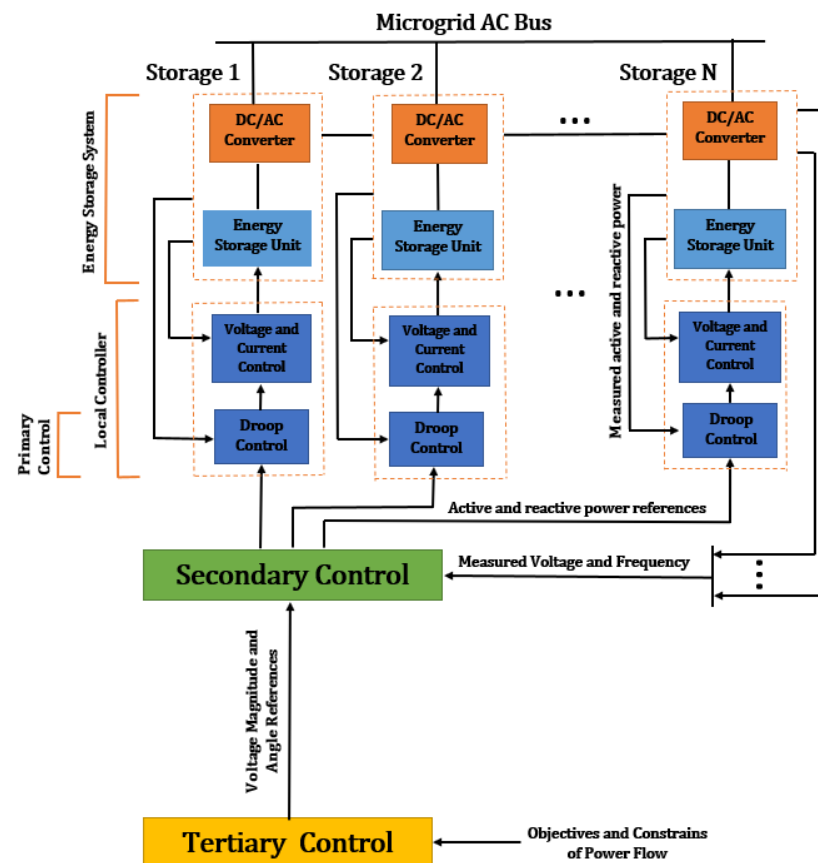 Microgrid AC Bus
Storage 1
Storage 2
Storage N
DC/AC
Converter
DC/AC
Converter
...
DC/AC
Converter
Energy Storage System
Energy
Storage Unit
Energy
Storage Unit
...
Measured active and reactive power
Energy
Storage Unit
Local Controller
Voltage and
Current
Control
Voltage and
Current
Control
Voltage and
Current
Control
Primary
Control
Droop
Control
Droop
Control
Droop
Control
Active and reactive power references
Secondary Control
Measured Voltage and Frequency
Voltage Magnitude and
Angle References
Tertiary Control
Objectives and Constrains
of Power Flow